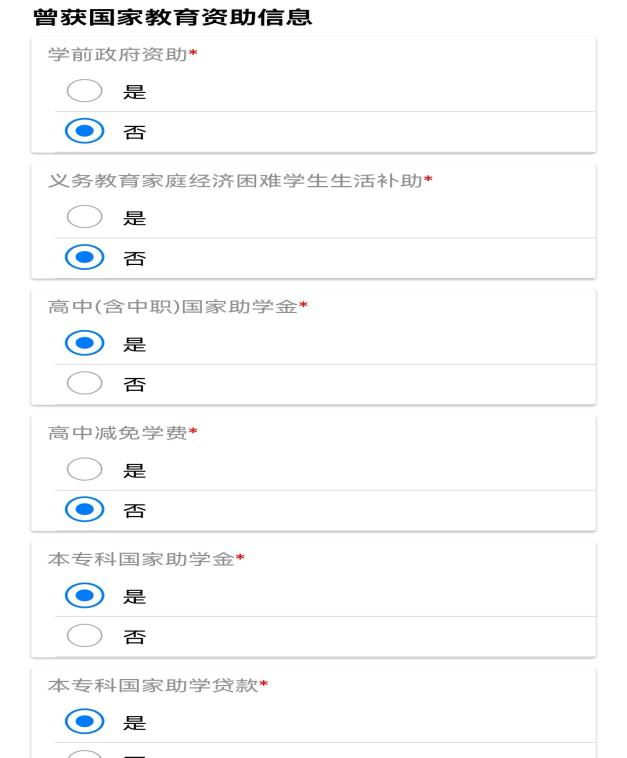 曾获国家教育资助信息
学前政府资助*
是
否
义务教育家庭经济困难学生生活补助*
是
否
高中(含中职)国家助学金*
是
否
高中减免学费*
是
否
本专科国家助学金*
是
否
本专科国家助学贷款*
是